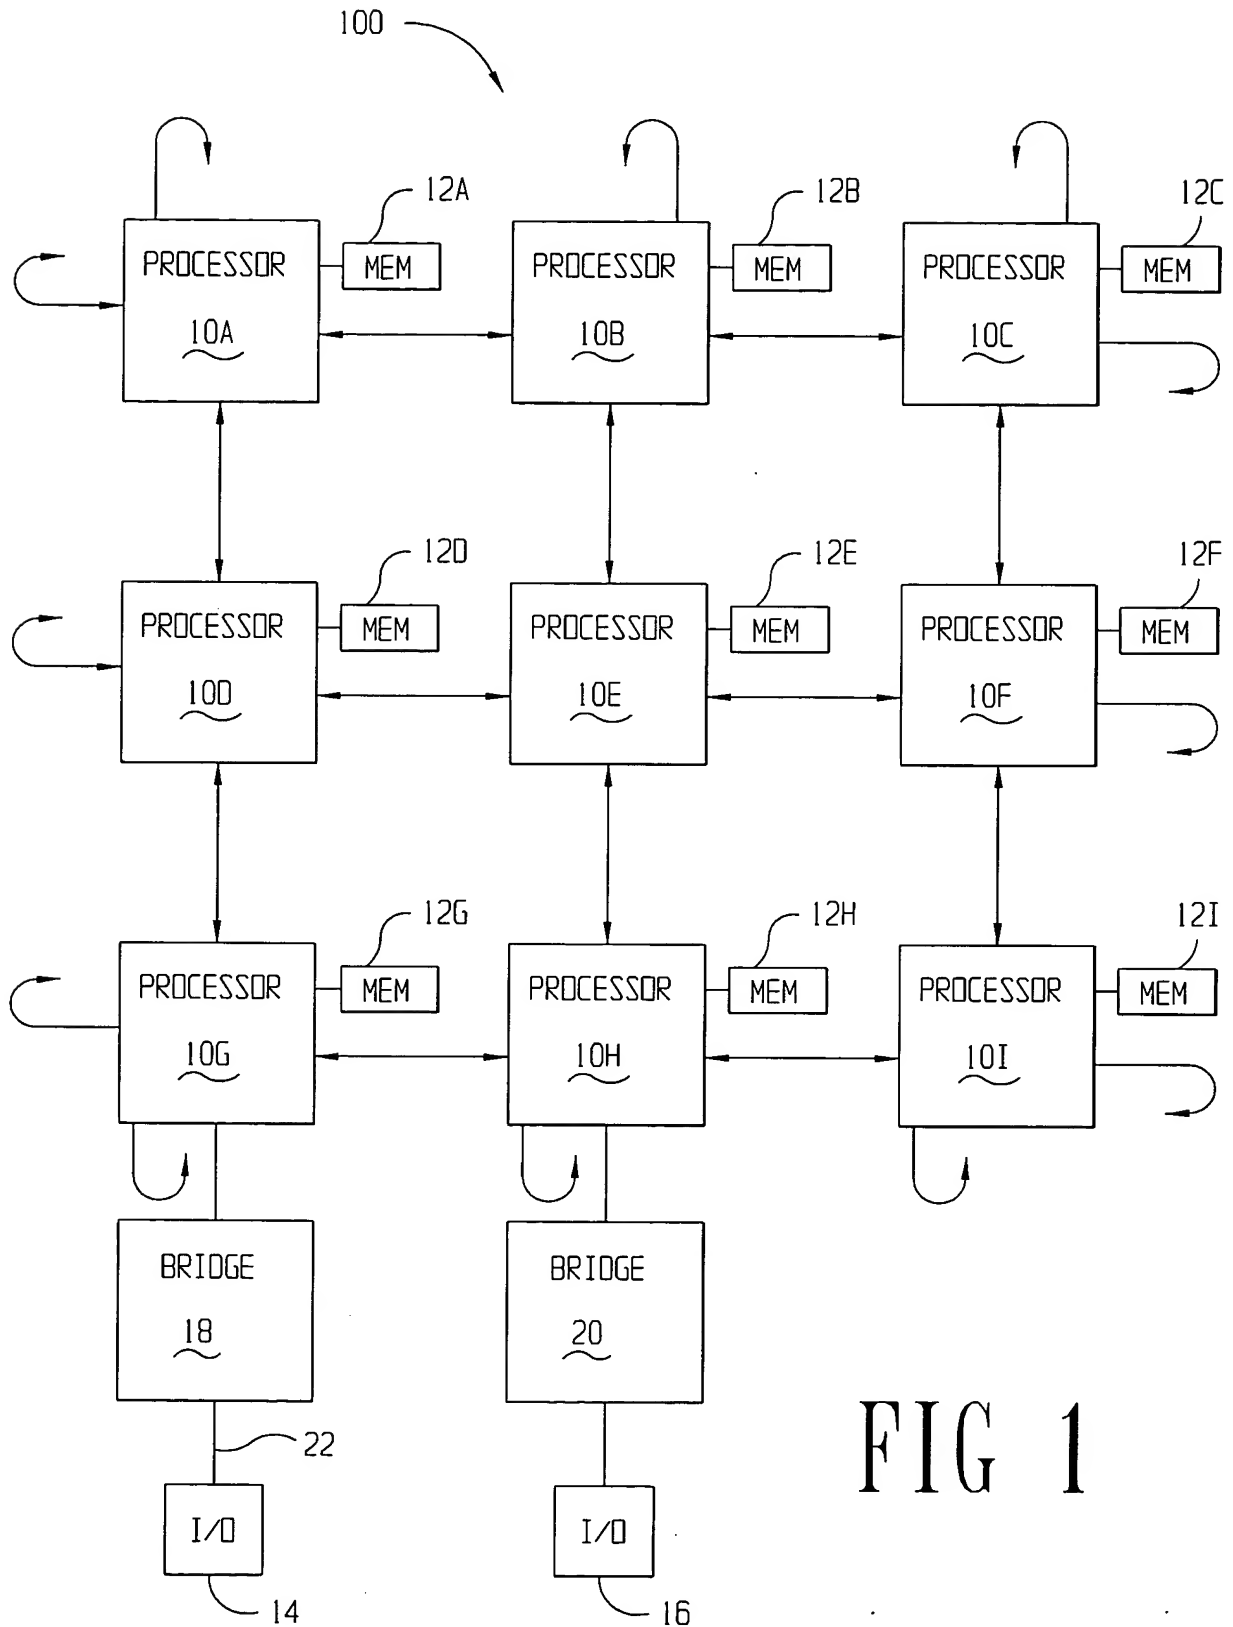 100
12A
12B
12C
PROCESSOR
MEM
PROCESSOR
MEM
PROCESSOR
MEM
10A
10B
10C
12D
12E
12F
PROCESSOR
MEM
PROCESSOR
MEM
PROCESSOR
MEM
10D
10E
10F
12G
12H
12I
PROCESSOR
MEM
PROCESSOR
MEM
PROCESSOR
MEM
10G
10H
10I
BRIDGE
BRIDGE
18
20
22
FIG 1
I/O
I/O
14
16